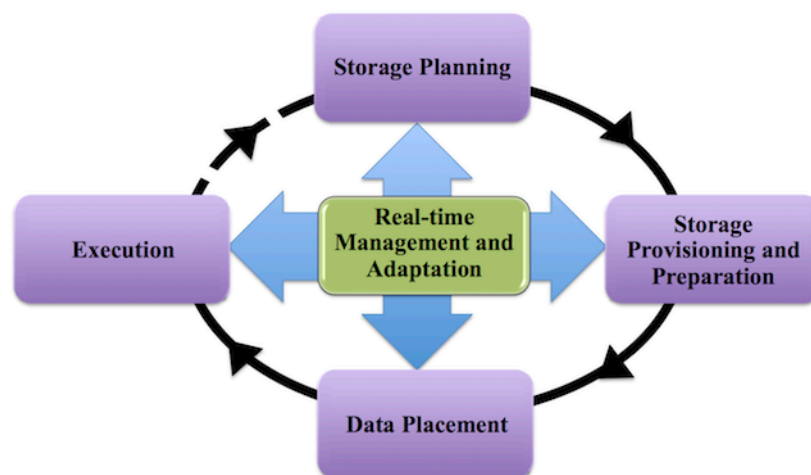 Storage Planning
Real-time
Management and
Adaptation
Execution
Storage
Provisioning and
Preparation
Data Placement